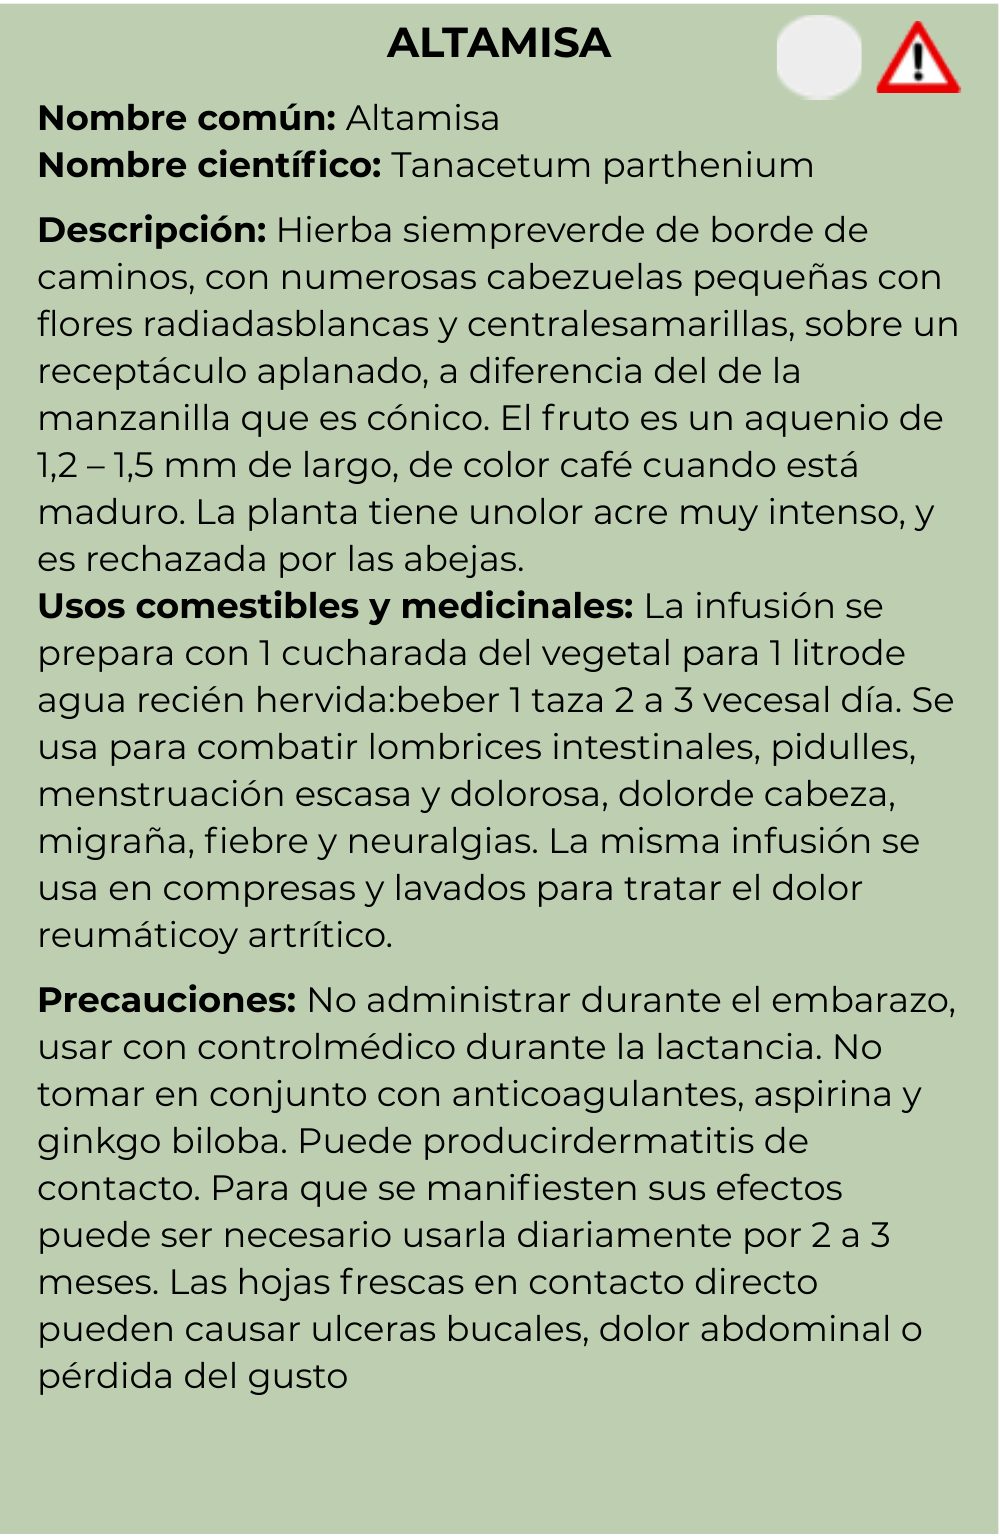 ALTAMISA
Nombre común: Altamisa
Nombre científico: Tanacetum parthenium
Descripción: Hierba siempreverde de borde de
caminos, con numerosas cabezuelas pequeñas con
flores radiadasblancas y centralesamarillas, sobre un
receptáculo aplanado, a diferencia del de la
manzanilla que es cónico. El fruto es un aquenio de
1,2 – 1,5 mm de largo, de color café cuando está
maduro. La planta tiene unolor acre muy intenso, y
es rechazada por las abejas.
Usos comestibles y medicinales: La infusión se
prepara con 1 cucharada del vegetal para 1 litrode
agua recién hervida:beber 1 taza 2 a 3 vecesal día. Se
usa para combatir lombrices intestinales, pidulles,
menstruación escasa y dolorosa, dolorde cabeza,
migraña, fiebre y neuralgias. La misma infusión se
usa en compresas y lavados para tratar el dolor
reumáticoy artrítico.
Precauciones: No administrar durante el embarazo,
usar con controlmédico durante la lactancia. No
tomar en conjunto con anticoagulantes, aspirina y
ginkgo biloba. Puede producirdermatitis de
contacto. Para que se manifiesten sus efectos
puede ser necesario usarla diariamente por 2 a 3
meses. Las hojas frescas en contacto directo
pueden causar ulceras bucales, dolor abdominal o
pérdida del gusto